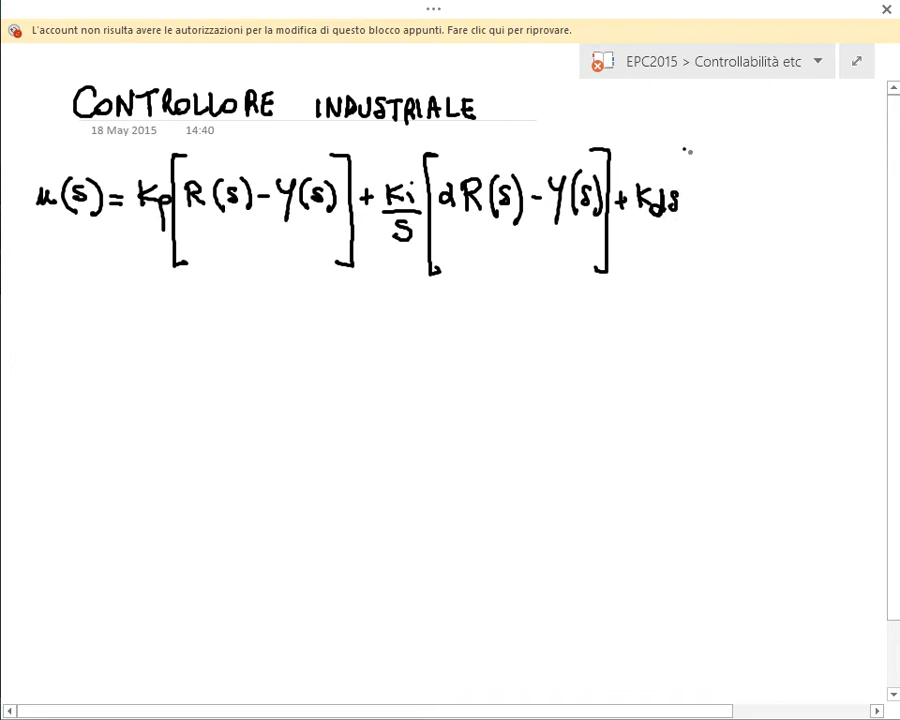 L'account non risulta avere le autorizzazioni per la modifica di questo blocco appunti. Fare clic qui per riprovare.
EPC2015 > Controllabilità etc
CONTROLLORE INDUSTRIALE
18 May 2015 14:40
u(s) = Kp[R(s) - Y(s)] + Ki/S [αR(s) - Y(s)] + Kds